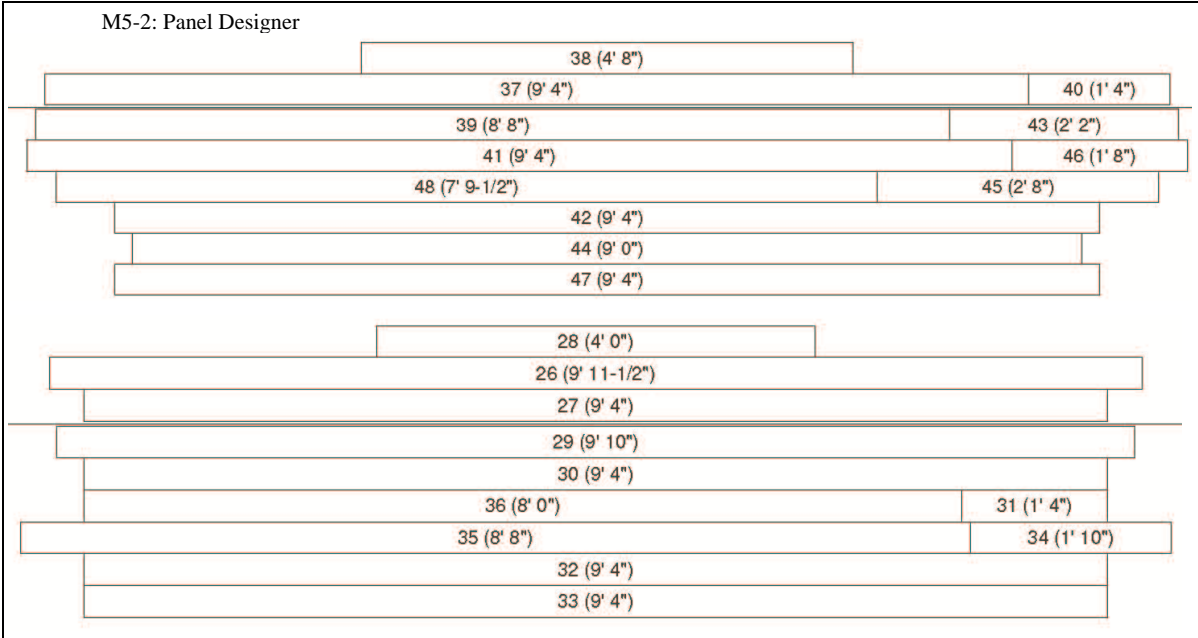 M5-2: Panel Designer
38 (4' 8")
37 (9' 4") 40 (1' 4")
39 (8' 8") 43 (2' 2")
41 (9' 4") 46 (1' 8")
48 (7' 9-1/2") 45 (2' 8")
42 (9' 4")
44 (9' 0")
47 (9' 4")
28 (4' 0")
26 (9' 11-1/2")
27 (9' 4")
29 (9' 10")
30 (9' 4")
36 (8' 0") 31 (1' 4")
35 (8' 8") 34 (1' 10")
32 (9' 4")
33 (9' 4")